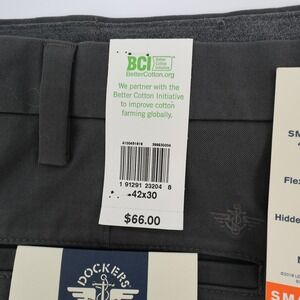 BCI Better Cotton Initiative
BetterCotton.org
We partner with the
Better Cotton Initiative
to improve cotton
farming globally.
1 91291 23204 8
42x30
$66.00
DOCKERS
SM
Flex
Hidde
SMA